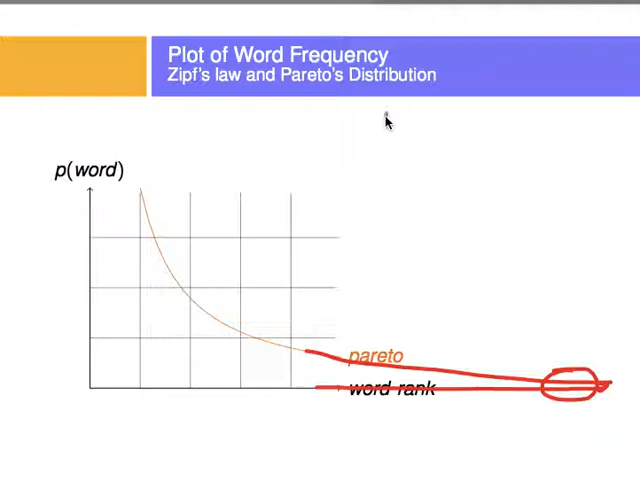 Plot of Word Frequency
Zipf's law and Pareto's Distribution
p(word)
pareto
word rank